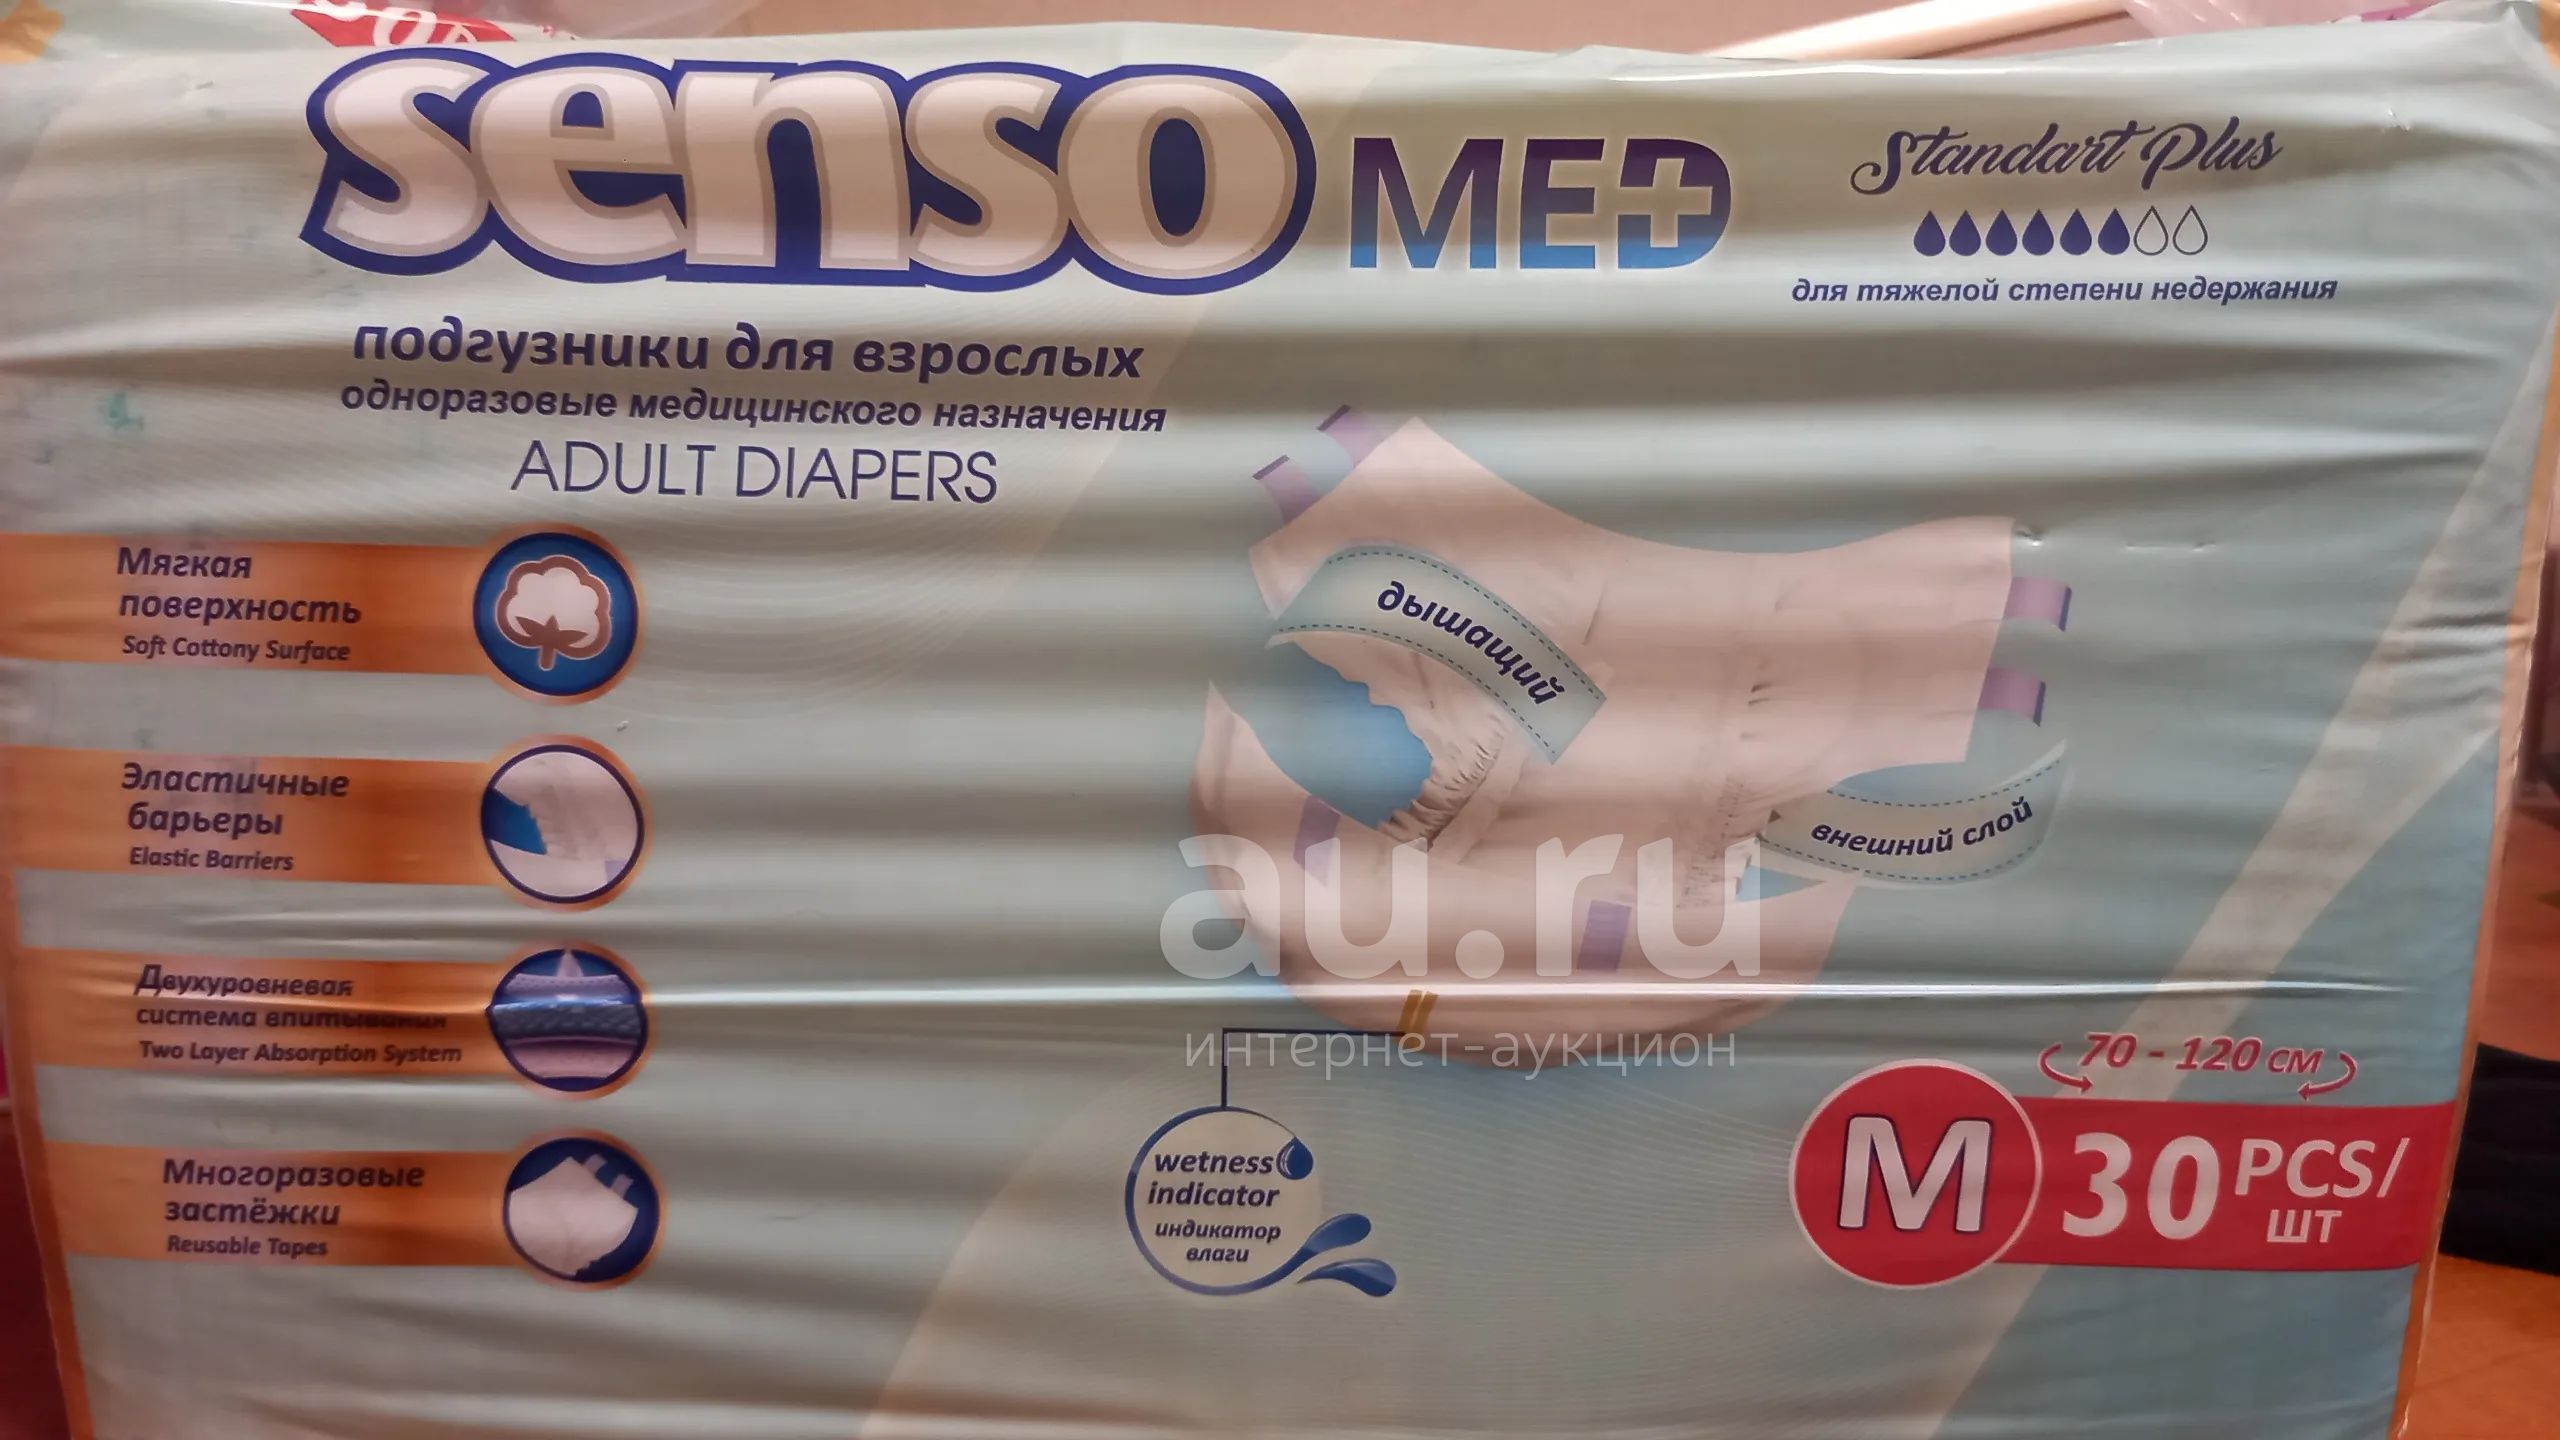 senso MED
Standart Plus
для тяжелой степени недержания
подгузники для взрослых
одноразовые медицинского назначения
ADULT DIAPERS
Мягкая
поверхность
Soft Cottony Surface
Эластичные
барьеры
Elastic Barriers
Двухуровневая
система впитывания
Two Layer Absorption System
Многоразовые
застёжки
Reusable Tapes
дышащий
внешний слой
au.ru
интернет-аукцион
wetness
indicator
индикатор
влаги
70 - 120 см
M 30 PCS/
ШТ